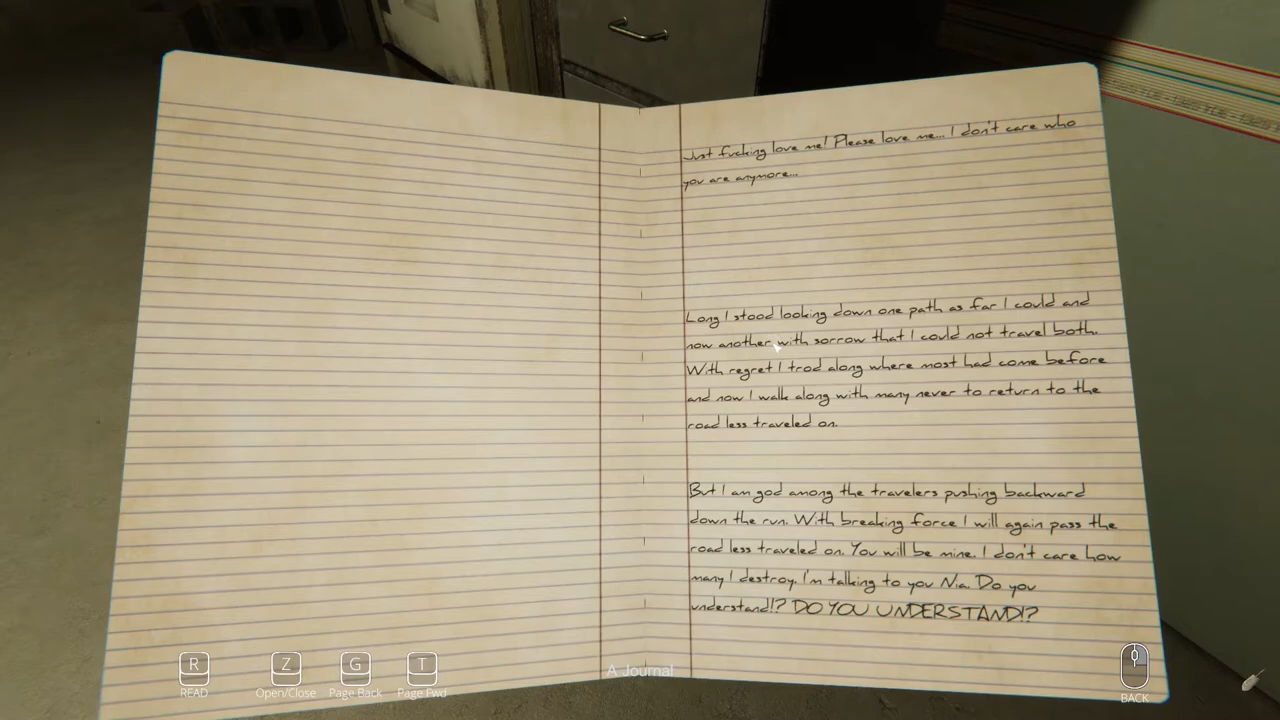 Just fucking love me! Please love me... I don't care who
you are anymore...
Long I stood looking down one path as far I could and
now another with sorrow that I could not travel both.
With regret I trod along where most had come before
and now I walk along with many never to return to the
road less traveled on.
But I am god among the travelers pushing backward
down the run. With breaking force I will again pass the
road less traveled on. You will be mine. I don't care how
many I destroy. I'm talking to you Nia. Do you
understand!? DO YOU UNDERSTAND!?
A Journal
R Z G T
READ Open/Close Page Back Page Fwd BACK